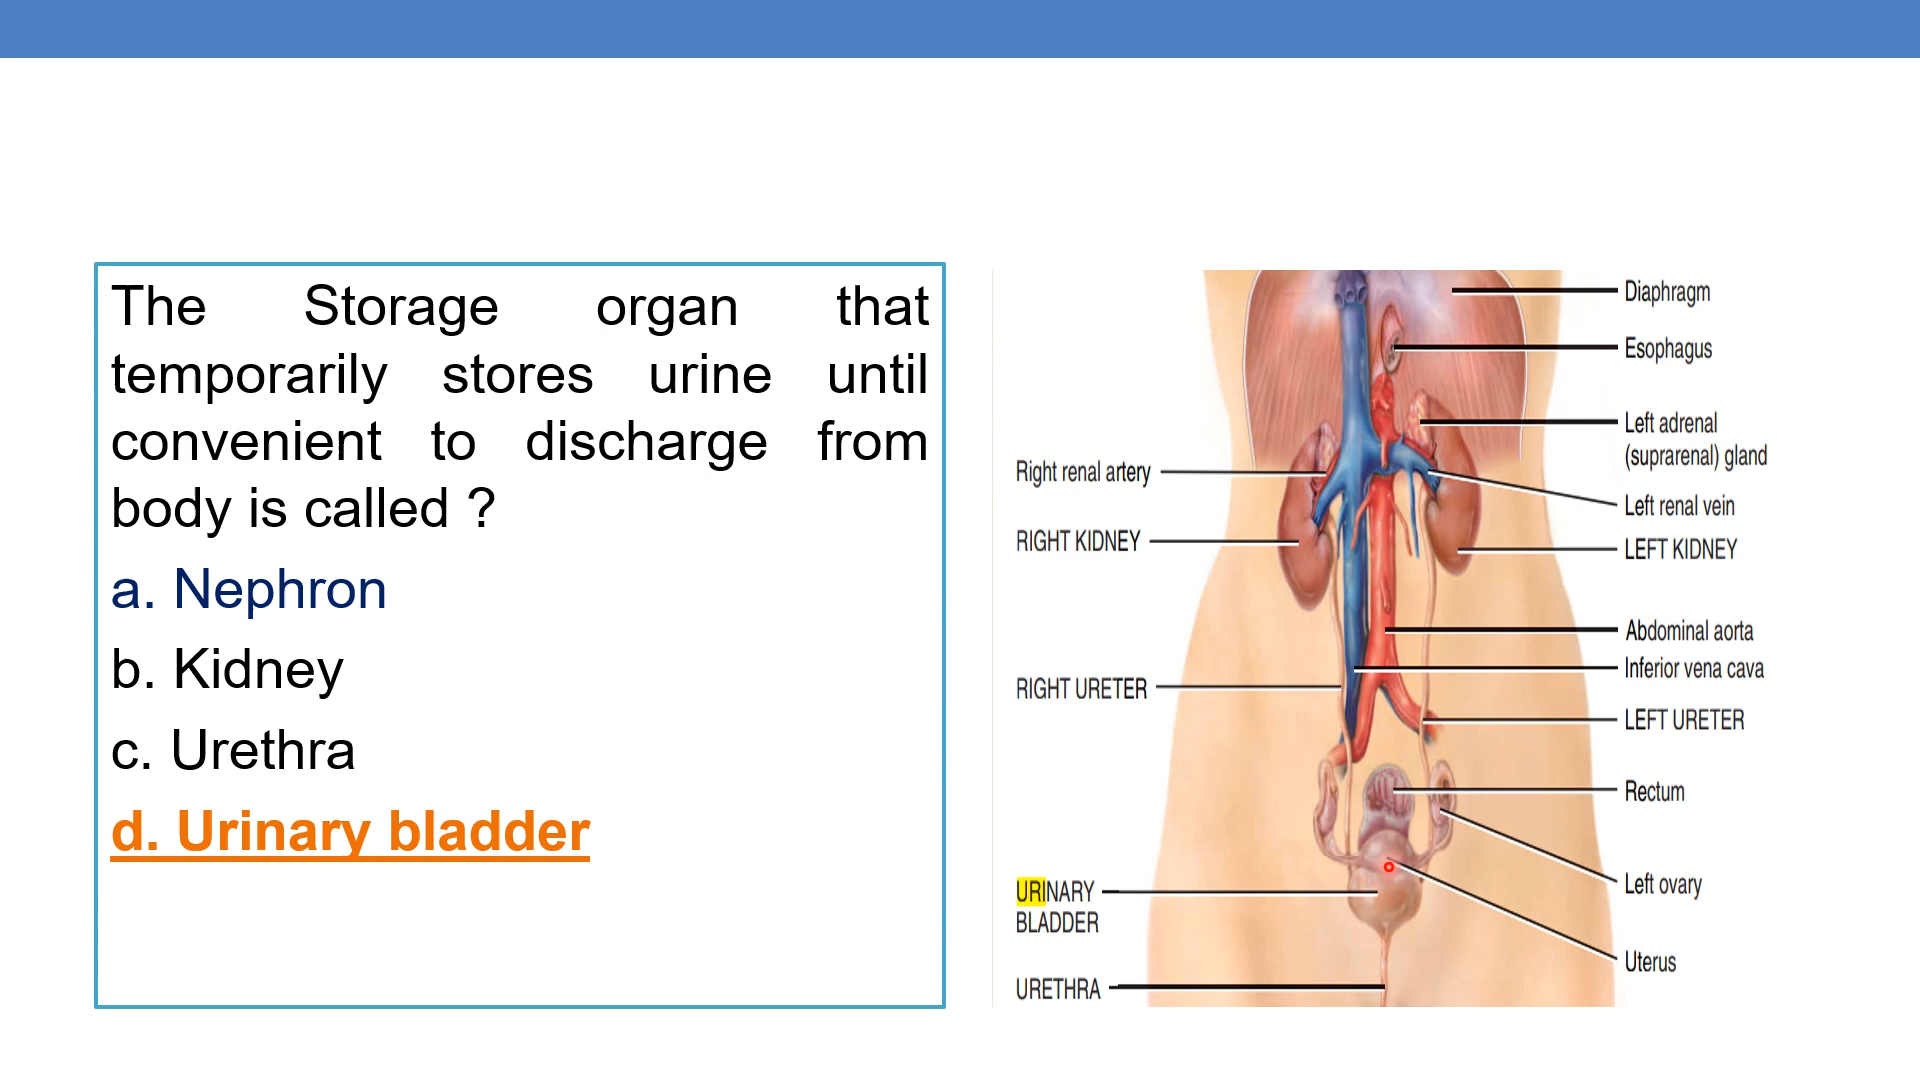 The Storage organ that
temporarily stores urine until
convenient to discharge from
body is called ?
a. Nephron
b. Kidney
c. Urethra
d. Urinary bladder
Right renal artery
RIGHT KIDNEY
RIGHT URETER
URINARY
BLADDER
URETHRA
Diaphragm
Esophagus
Left adrenal
(suprarenal) gland
Left renal vein
LEFT KIDNEY
Abdominal aorta
Inferior vena cava
LEFT URETER
Rectum
Left ovary
Uterus